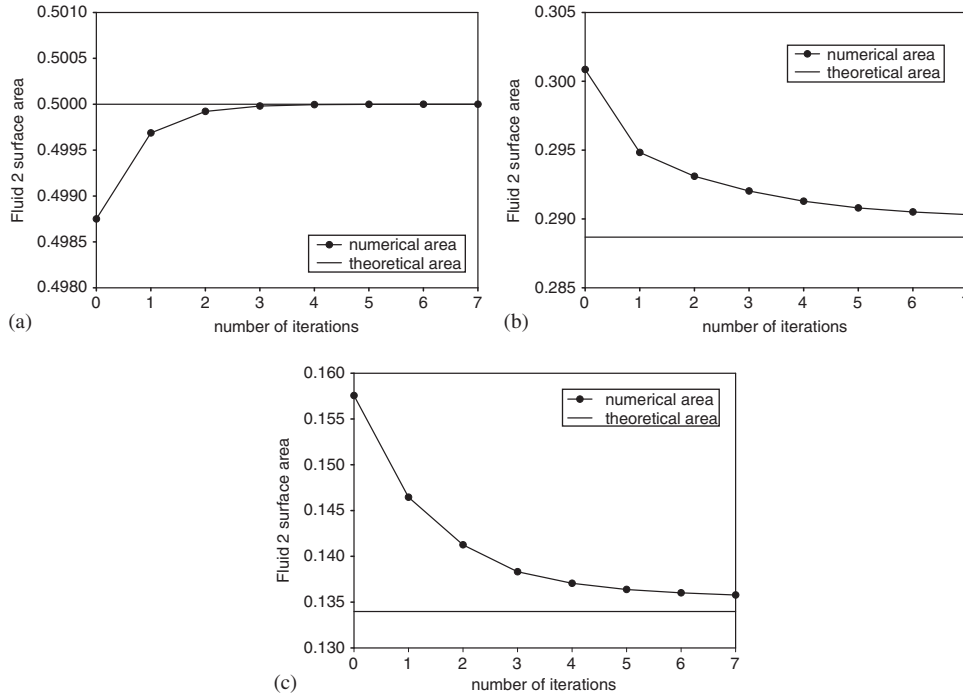 0.5010
0.5005
0.5000
0.4995
0.4990
0.4985
0.4980
Fluid 2 surface area
numerical area
theoretical area
0 1 2 3 4 5 6 7
number of iterations
(a)
0.305
0.300
0.295
0.290
0.285
Fluid 2 surface area
numerical area
theoretical area
0 1 2 3 4 5 6 7
number of iterations
(b)
0.160
0.155
0.150
0.145
0.140
0.135
0.130
Fluid 2 surface area
numerical area
theoretical area
0 1 2 3 4 5 6 7
number of iterations
(c)